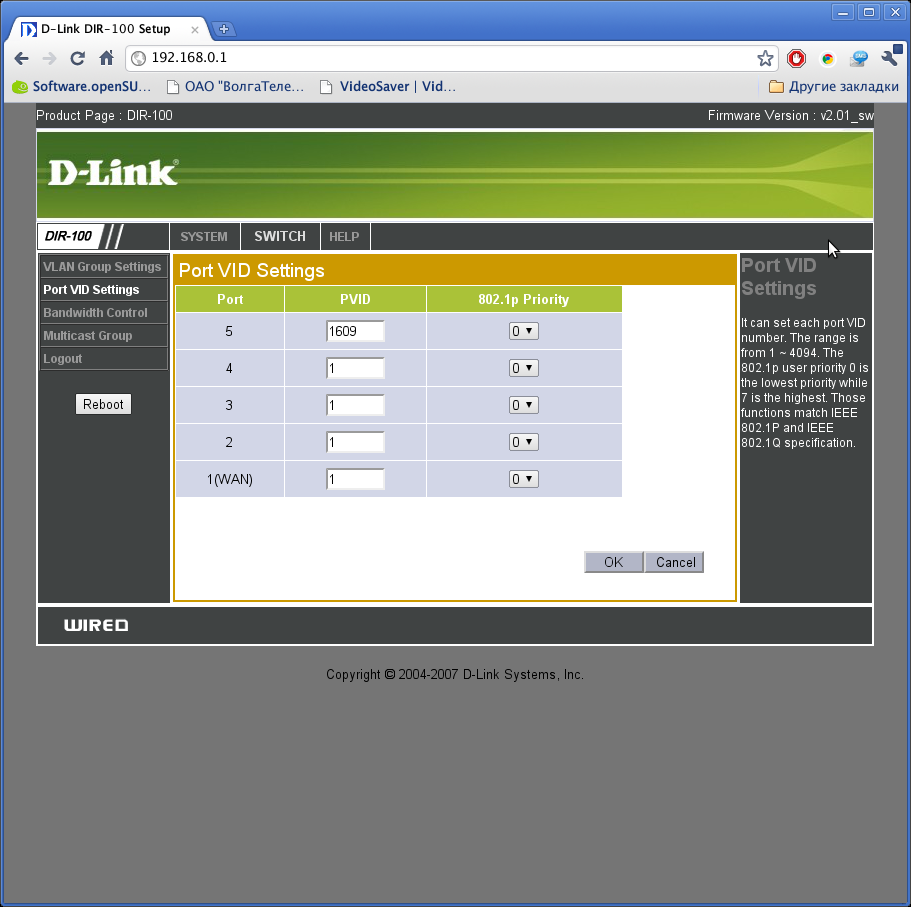 D-Link DIR-100 Setup
192.168.0.1
Software.openSU...
ОАО "ВолгаТеле...
VideoSaver | Vid...
Другие закладки
Product Page : DIR-100
Firmware Version : v2.01_sw
D-Link
DIR-100
SYSTEM
SWITCH
HELP
VLAN Group Settings
Port VID Settings
Bandwidth Control
Multicast Group
Logout
Reboot
Port VID Settings
Port PVID 802.1p Priority
5 1609 0
4 1 0
3 1 0
2 1 0
1(WAN) 1 0
OK Cancel
Port VID
Settings
It can set each port VID
number. The range is
from 1 ~ 4094. The
802.1p user priority 0 is
the lowest priority while
7 is the highest. Those
functions match IEEE
802.1P and IEEE
802.1Q specification.
WIRED
Copyright © 2004-2007 D-Link Systems, Inc.